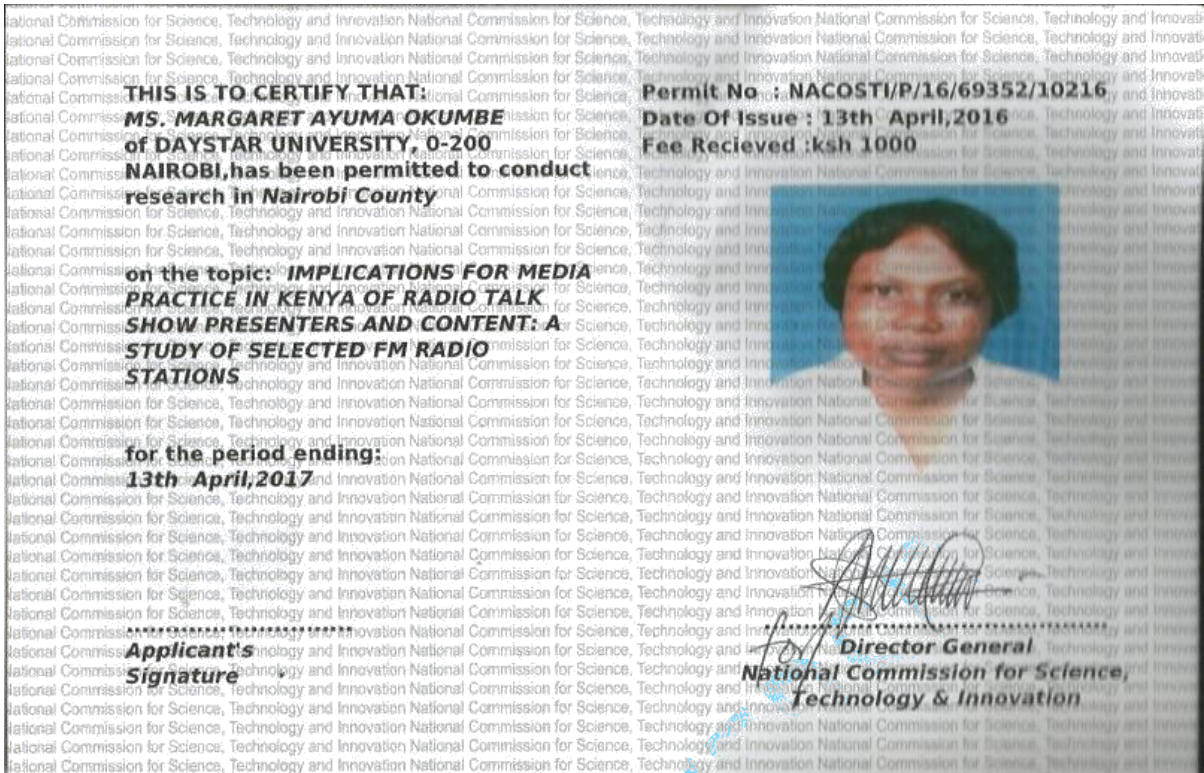 THIS IS TO CERTIFY THAT:
MS. MARGARET AYUMA OKUMBE
of DAYSTAR UNIVERSITY, 0-200
NAIROBI,has been permitted to conduct
research in Nairobi County
on the topic: IMPLICATIONS FOR MEDIA
PRACTICE IN KENYA OF RADIO TALK
SHOW PRESENTERS AND CONTENT: A
STUDY OF SELECTED FM RADIO
STATIONS
for the period ending:
13th April,2017
Applicant's
Signature
Permit No : NACOSTI/P/16/69352/10216
Date Of Issue : 13th April,2016
Fee Recieved :ksh 1000
for
Director General
National Commission for Science,
Technology & Innovation